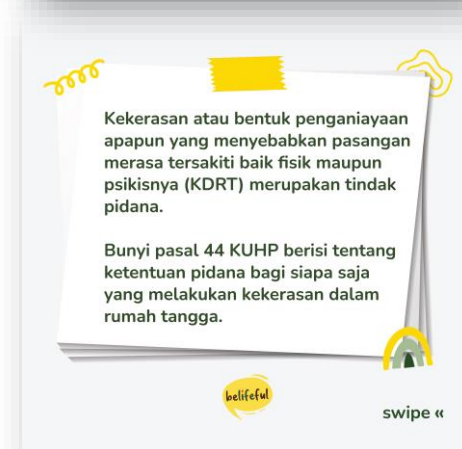 Kekerasan atau bentuk penganiayaan
apapun yang menyebabkan pasangan
merasa tersakiti baik fisik maupun
psikisnya (KDRT) merupakan tindak
pidana.
Bunyi pasal 44 KUHP berisi tentang
ketentuan pidana bagi siapa saja
yang melakukan kekerasan dalam
rumah tangga.
belifeful
swipe «